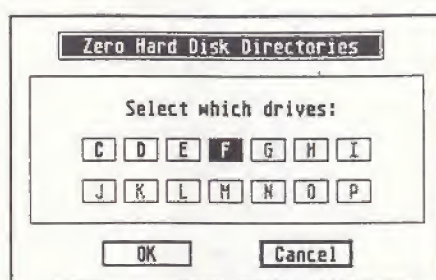 Zero Hard Disk Directories
Select which drives:
C D E F G H I
J K L M N O P
OK Cancel